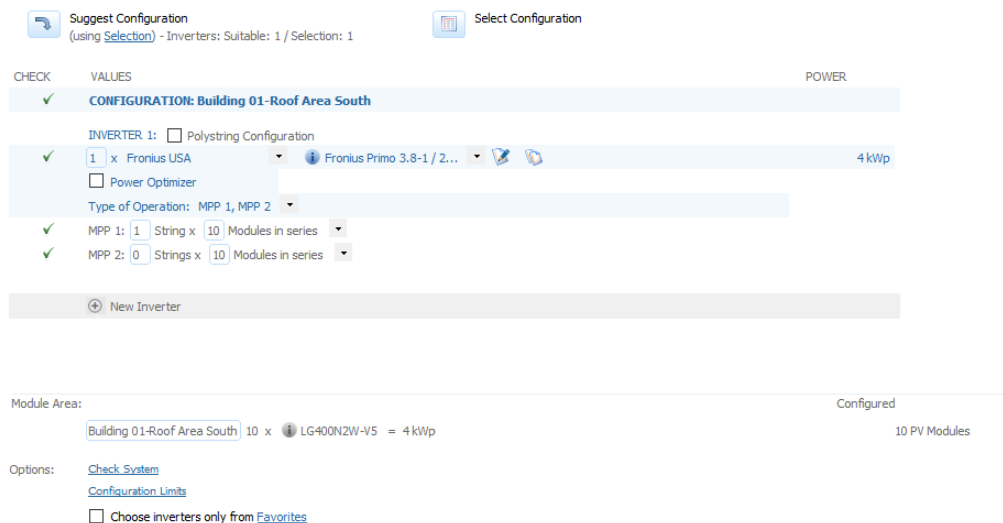 Suggest Configuration
(using Selection) - Inverters: Suitable: 1 / Selection: 1
Select Configuration
CHECK VALUES POWER
CONFIGURATION: Building 01-Roof Area South
INVERTER 1: Polystring Configuration
1 x Fronius USA Fronius Primo 3.8-1 / 2... 4 kWp
Power Optimizer
Type of Operation: MPP 1, MPP 2
MPP 1: 1 String x 10 Modules in series
MPP 2: 0 Strings x 10 Modules in series
New Inverter
Module Area: Configured
Building 01-Roof Area South 10 x LG400N2W-V5 = 4 kWp 10 PV Modules
Options: Check System
Configuration Limits
Choose inverters only from Favorites